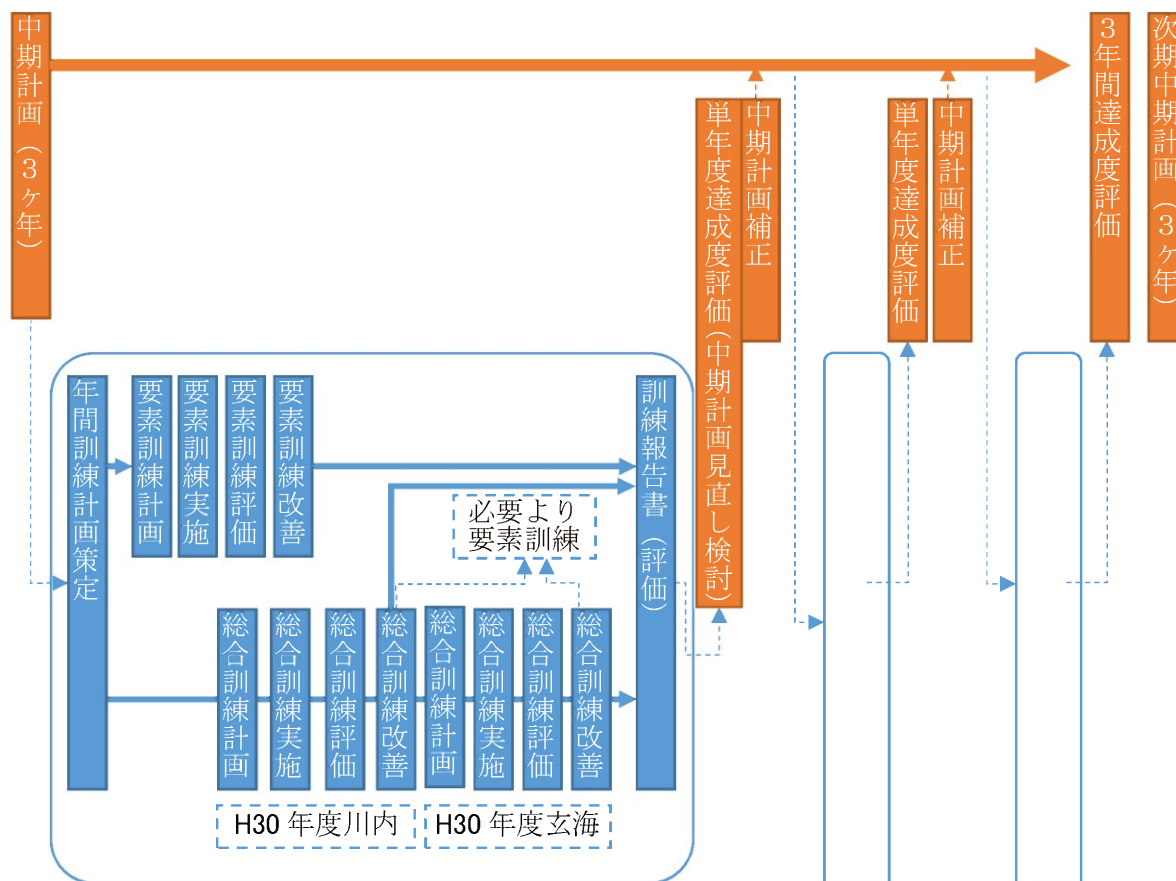 中期計画（３ヶ年）
年間訓練計画策定
要素訓練計画
要素訓練実施
要素訓練評価
要素訓練改善
必要より
要素訓練
総合訓練計画
総合訓練実施
総合訓練評価
総合訓練改善
総合訓練計画
総合訓練実施
総合訓練評価
総合訓練改善
H30 年度川内
H30 年度玄海
訓練報告書（評価）
単年度達成度評価（中期計画見直し検討）
中期計画補正
単年度達成度評価
中期計画補正
３年間達成度評価
次期中期計画（３ヶ年）